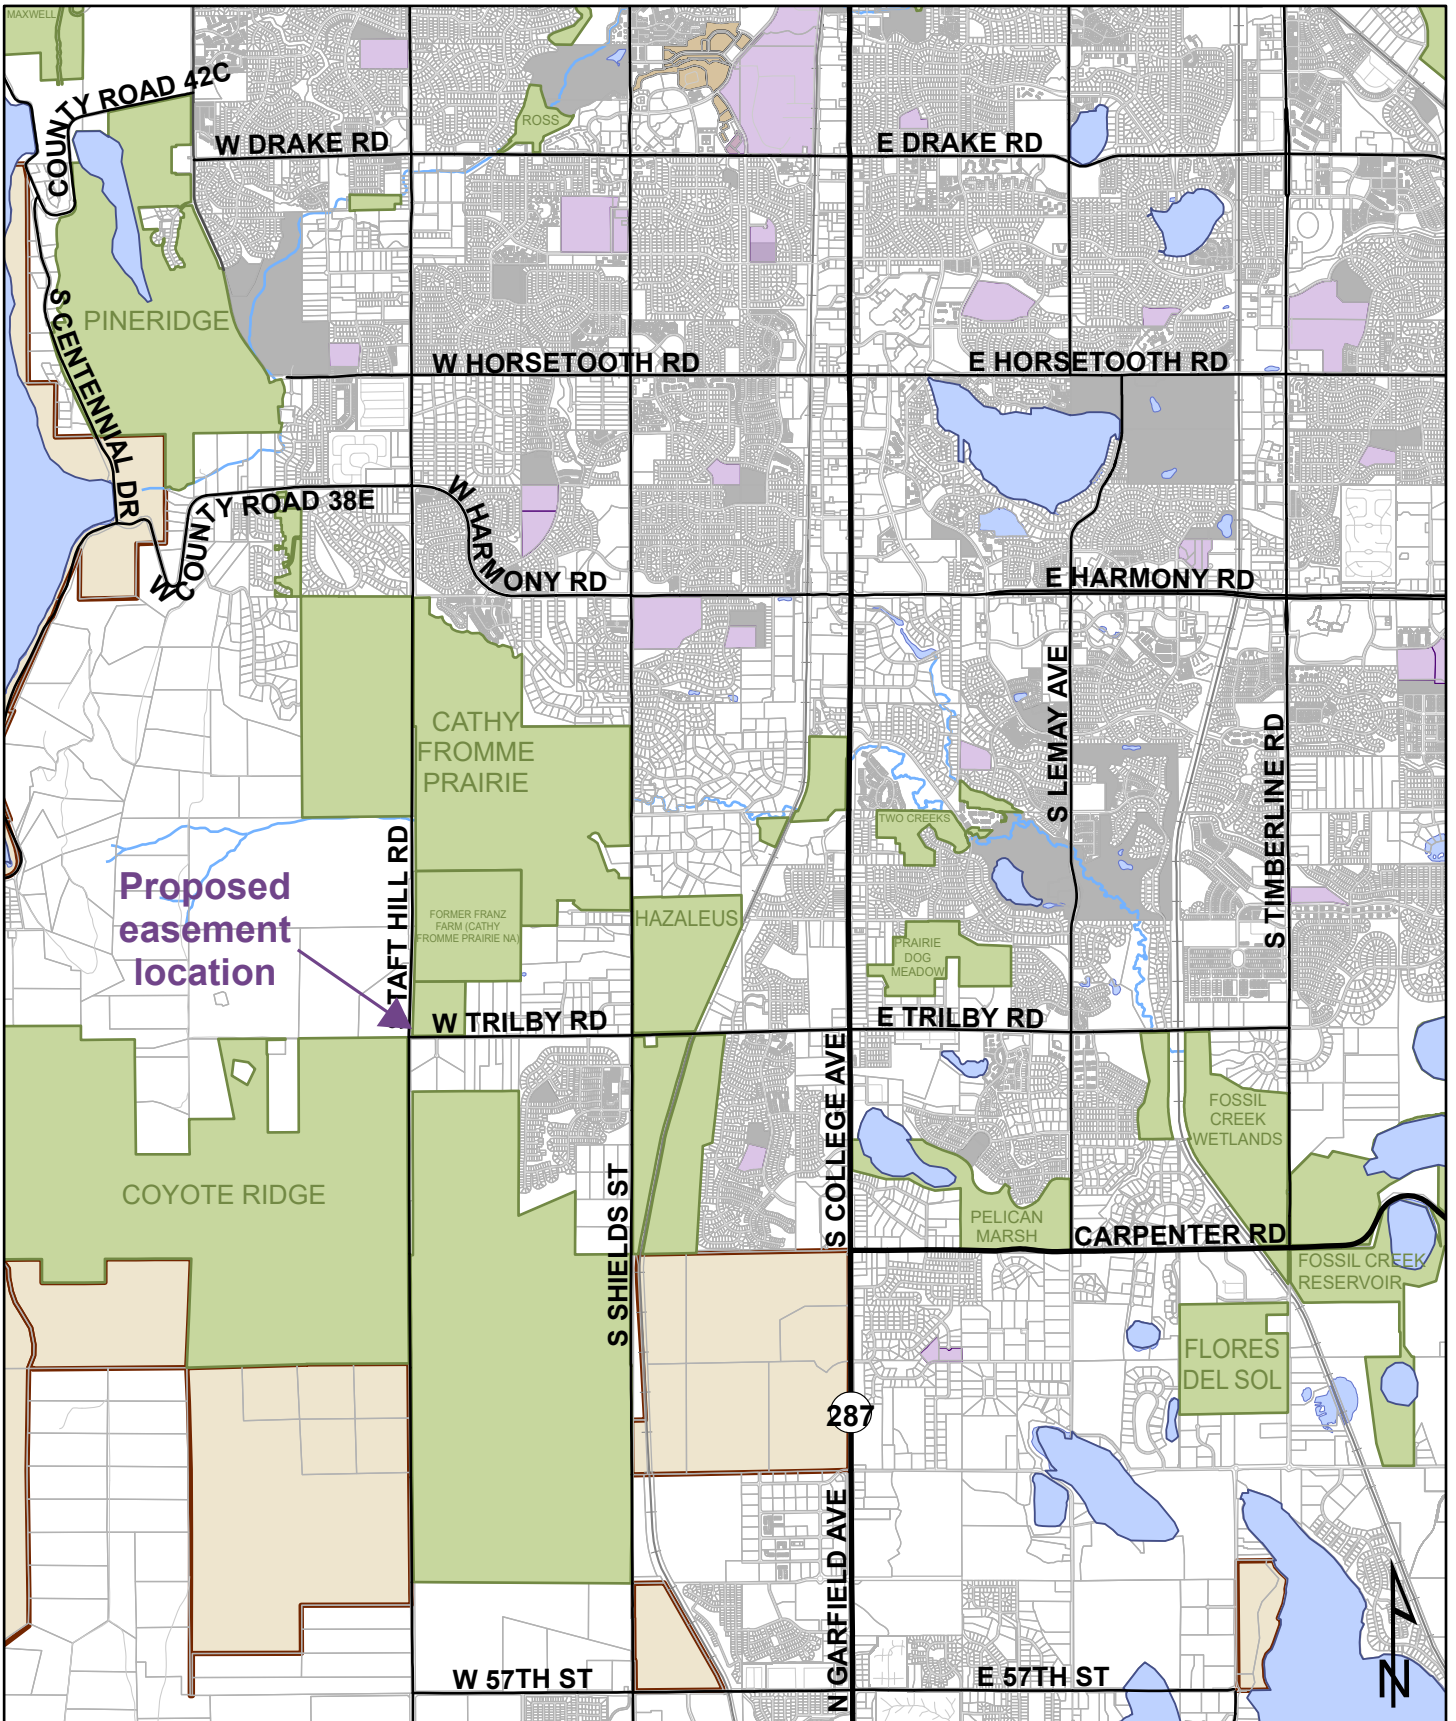 MAXWELL
COUNTY ROAD 42C
ROSS
W DRAKE RD
E DRAKE RD
PINERIDGE
S CENTENNIAL DR
W HORSETOOTH RD
E HORSETOOTH RD
W COUNTY ROAD 38E
W HARMONY RD
E HARMONY RD
CATHY
FROMME
PRAIRIE
S LEMAY AVE
S TIMBERLINE RD
TWO CREEKS
TAFT HILL RD
Proposed
easement
location
FORMER FRANZ
FARM (CATHY
FROMME PRAIRIE NA)
HAZALEUS
PRAIRIE
DOG
MEADOW
W TRILBY RD
E TRILBY RD
S COLLEGE AVE
FOSSIL
CREEK
WETLANDS
COYOTE RIDGE
S SHIELDS ST
PELICAN
MARSH
CARPENTER RD
FOSSIL CREEK
RESERVOIR
FLORES
DEL SOL
287
N GARFIELD AVE
W 57TH ST
E 57TH ST
N